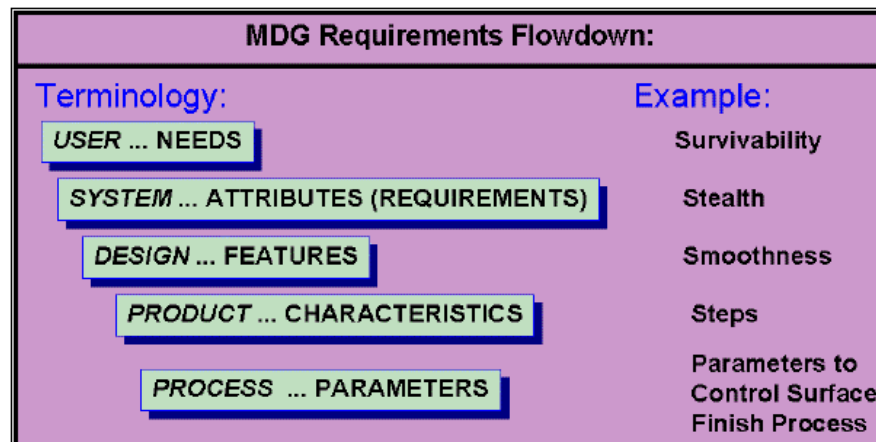 MDG Requirements Flowdown:
Terminology: Example:
USER ... NEEDS Survivability
SYSTEM ... ATTRIBUTES (REQUIREMENTS) Stealth
DESIGN ... FEATURES Smoothness
PRODUCT ... CHARACTERISTICS Steps
PROCESS ... PARAMETERS Parameters to
Control Surface
Finish Process